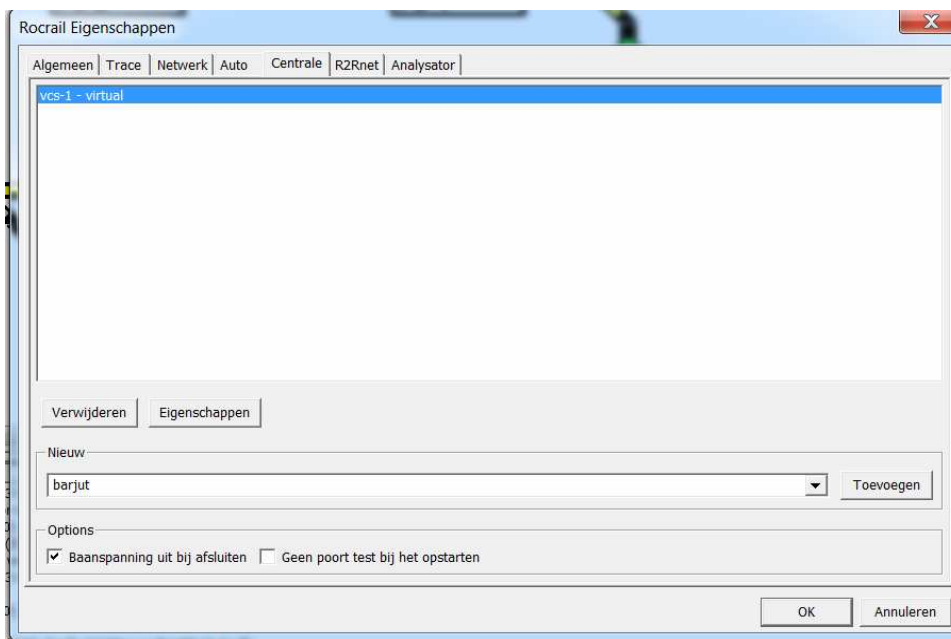 Rocrail Eigenschappen
Algemeen Trace Netwerk Auto Centrale R2Rnet Analysator
vcs-1 - virtual
Verwijderen Eigenschappen
Nieuw
barjut Toevoegen
Options
Baanspanning uit bij afsluiten Geen poort test bij het opstarten
OK Annuleren